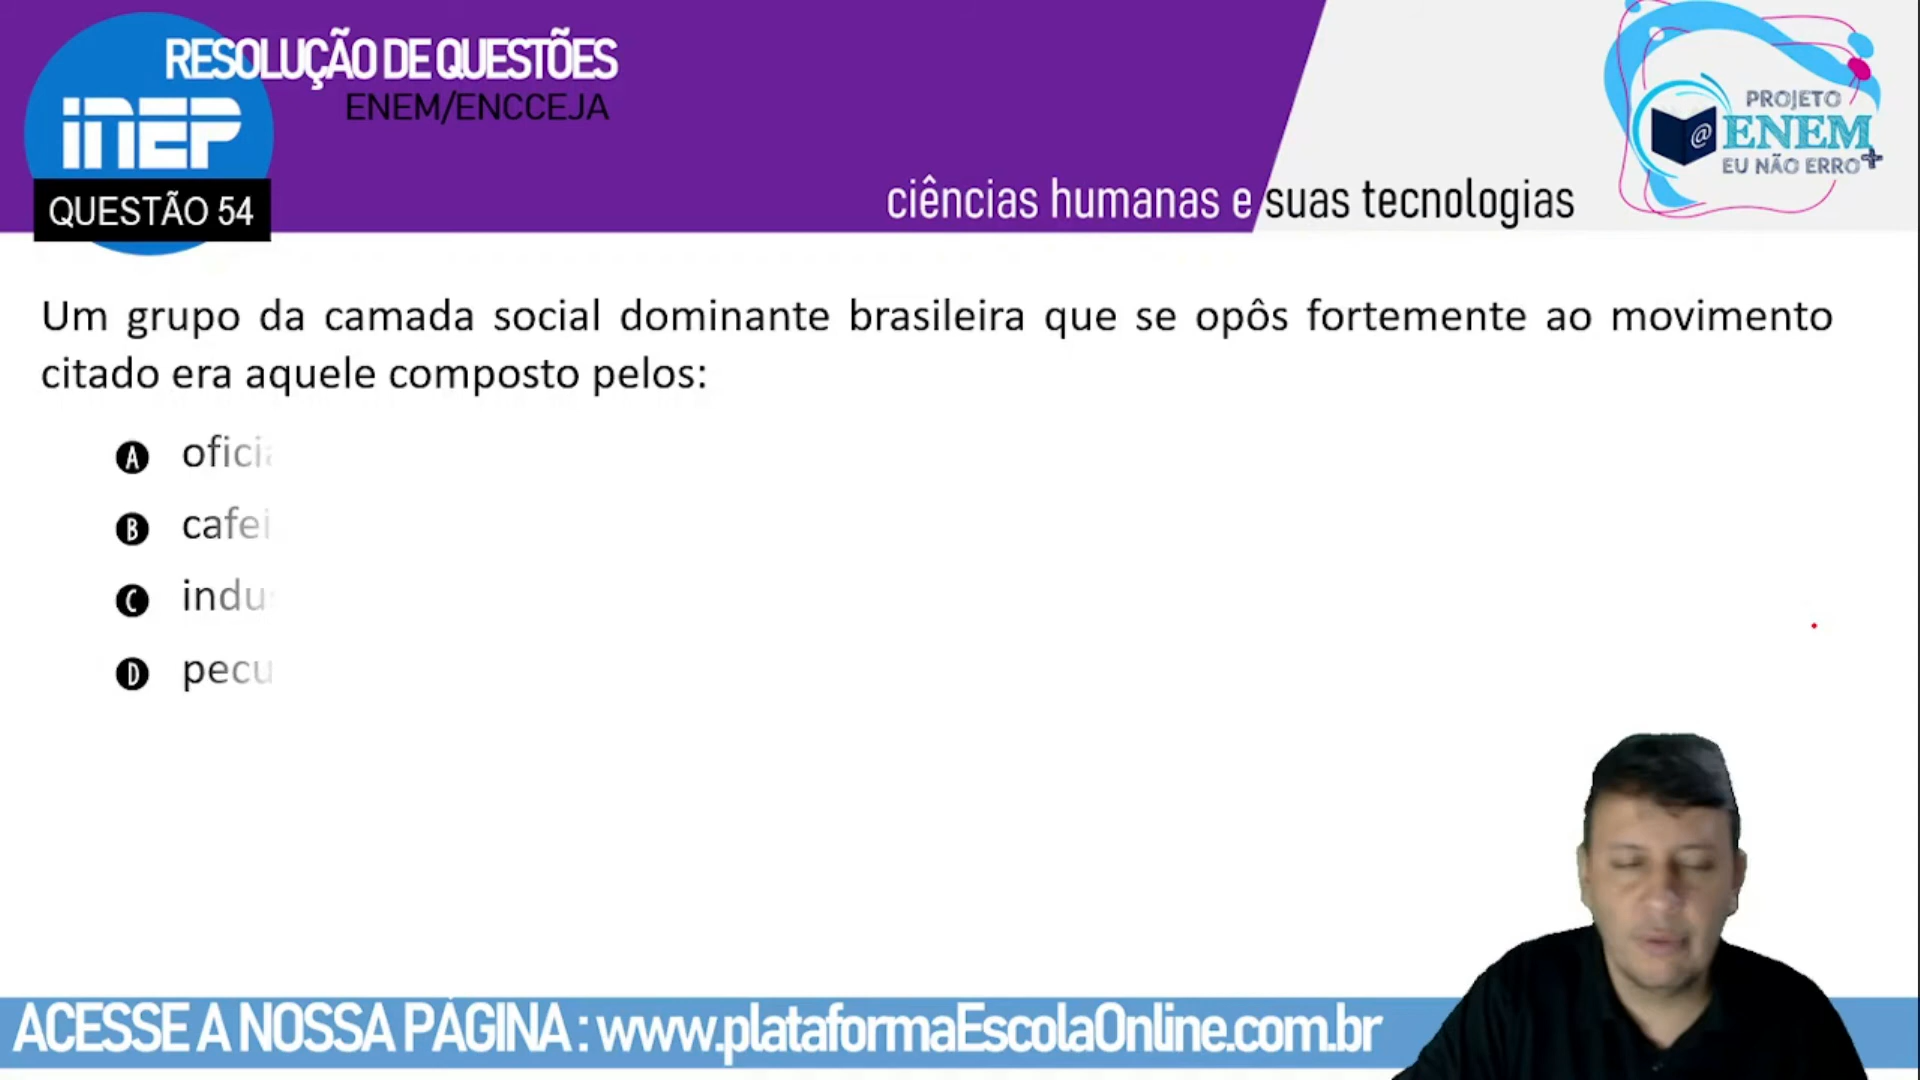 RESOLUÇÃO DE QUESTÕES
ENEM/ENCCEJA
inep
QUESTÃO 54
ciências humanas e suas tecnologias
PROJETO
@ENEM
EU NÃO ERRO+
Um grupo da camada social dominante brasileira que se opôs fortemente ao movimento
citado era aquele composto pelos:
A
B
C
D
ACESSE A NOSSA PÁGINA : www.plataformaEscolaOnline.com.br